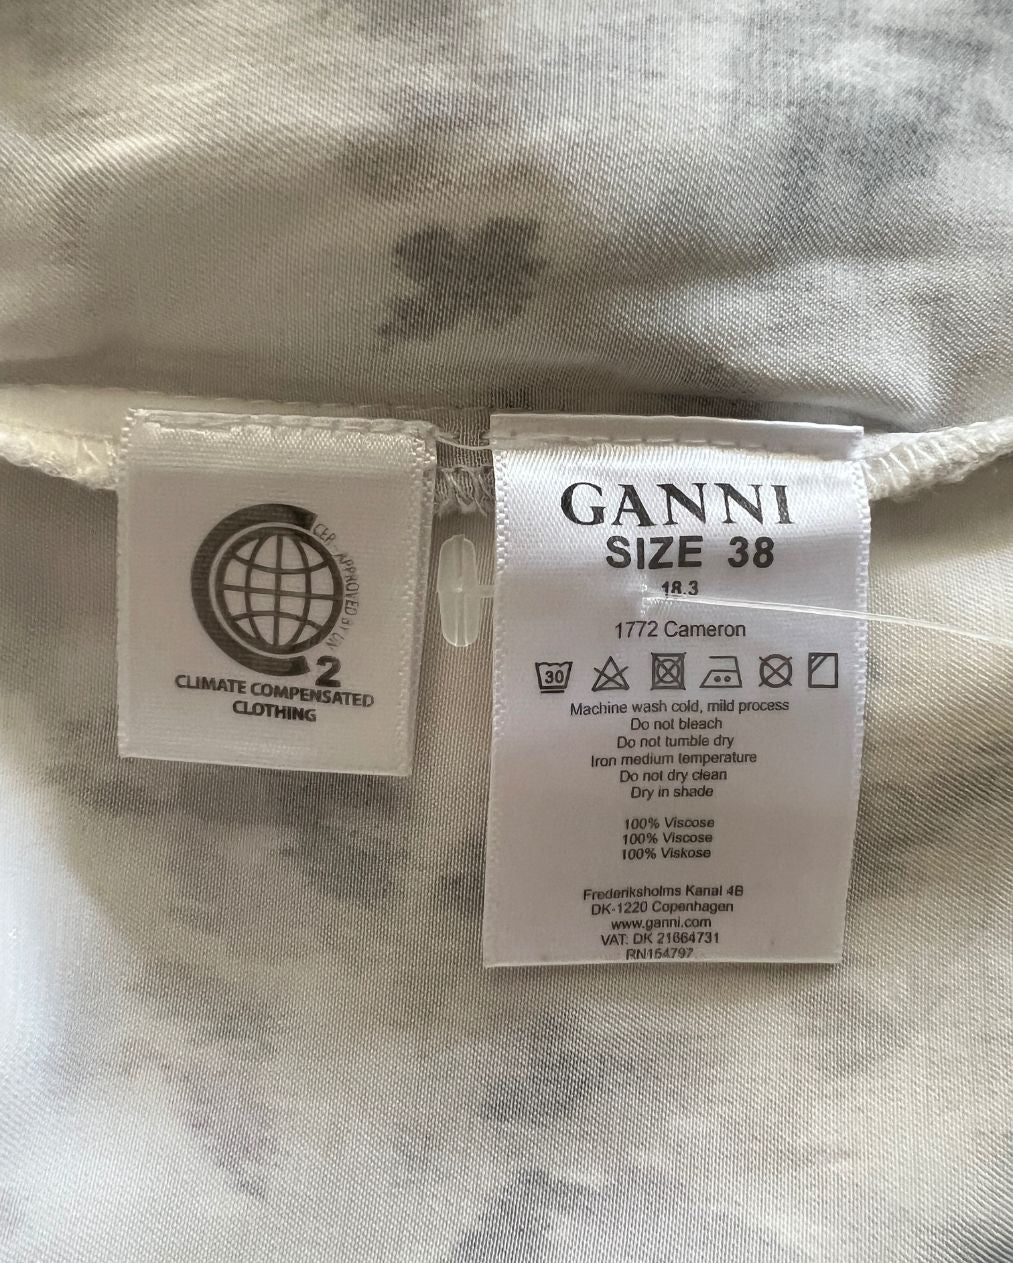 CER APPROVED BY UN
2
CLIMATE COMPENSATED
CLOTHING
GANNI
SIZE 38
18.3
1772 Cameron
30
Machine wash cold, mild process
Do not bleach
Do not tumble dry
Iron medium temperature
Do not dry clean
Dry in shade
100% Viscose
100% Viscose
100% Viskose
Frederiksholms Kanal 4B
DK-1220 Copenhagen
www.ganni.com
VAT: DK 21664731
RN154797